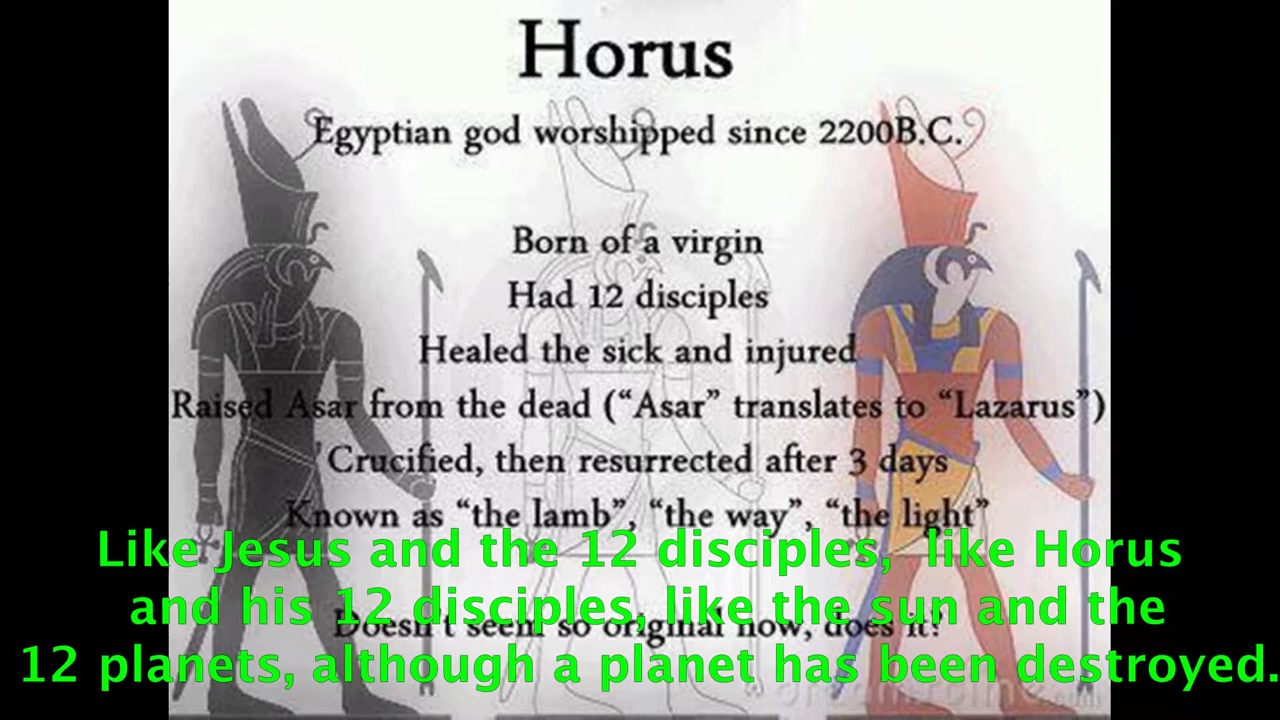 Horus
Egyptian god worshipped since 2200B.C.
Born of a virgin
Had 12 disciples
Healed the sick and injured
Raised Asar from the dead ("Asar" translates to "Lazarus")
Crucified, then resurrected after 3 days
Known as "the lamb", "the way", "the light"
Like Jesus and the 12 disciples, like Horus
and his 12 disciples, like the sun and the
Doesn't seem so original now, does it?
12 planets, although a planet has been destroyed.